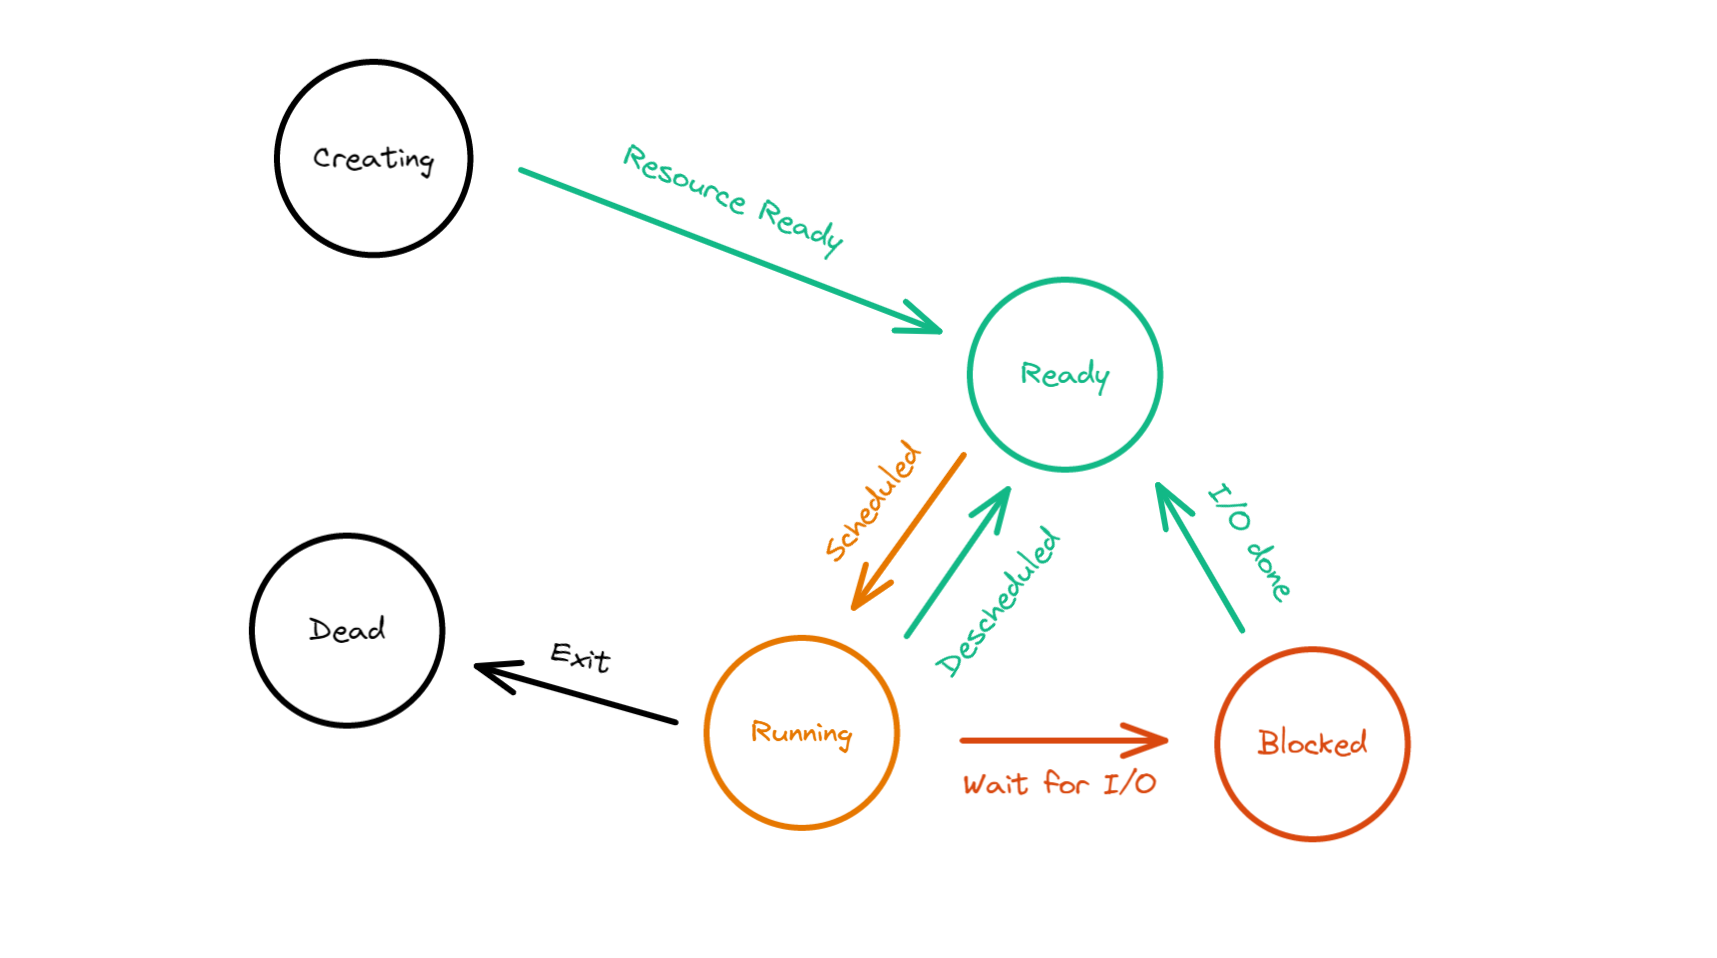 Creating
Resource Ready
Ready
Scheduled
Descheduled
I/O done
Dead
Exit
Running
Wait for I/O
Blocked